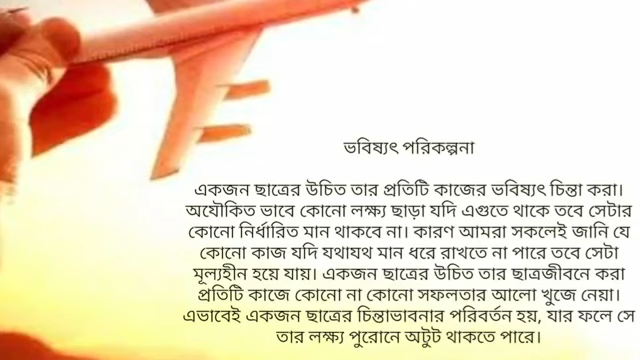 ভবিষ্যৎ পরিকল্পনা
একজন ছাত্রের উচিত তার প্রতিটি কাজের ভবিষ্যৎ চিন্তা করা।
অযৌকিত ভাবে কোনো লক্ষ্য ছাড়া যদি এগুতে থাকে তবে সেটার
কোনো নির্ধারিত মান থাকবে না। কারণ আমরা সকলেই জানি যে
কোনো কাজ যদি যথাযথ মান ধরে রাখতে না পারে তবে সেটা
মূল্যহীন হয়ে যায়। একজন ছাত্রের উচিত তার ছাত্রজীবনে করা
প্রতিটি কাজে কোনো না কোনো সফলতার আলো খুজে নেয়া।
এভাবেই একজন ছাত্রের চিন্তাভাবনার পরিবর্তন হয়, যার ফলে সে
তার লক্ষ্য পুরোনে অটুট থাকতে পারে।